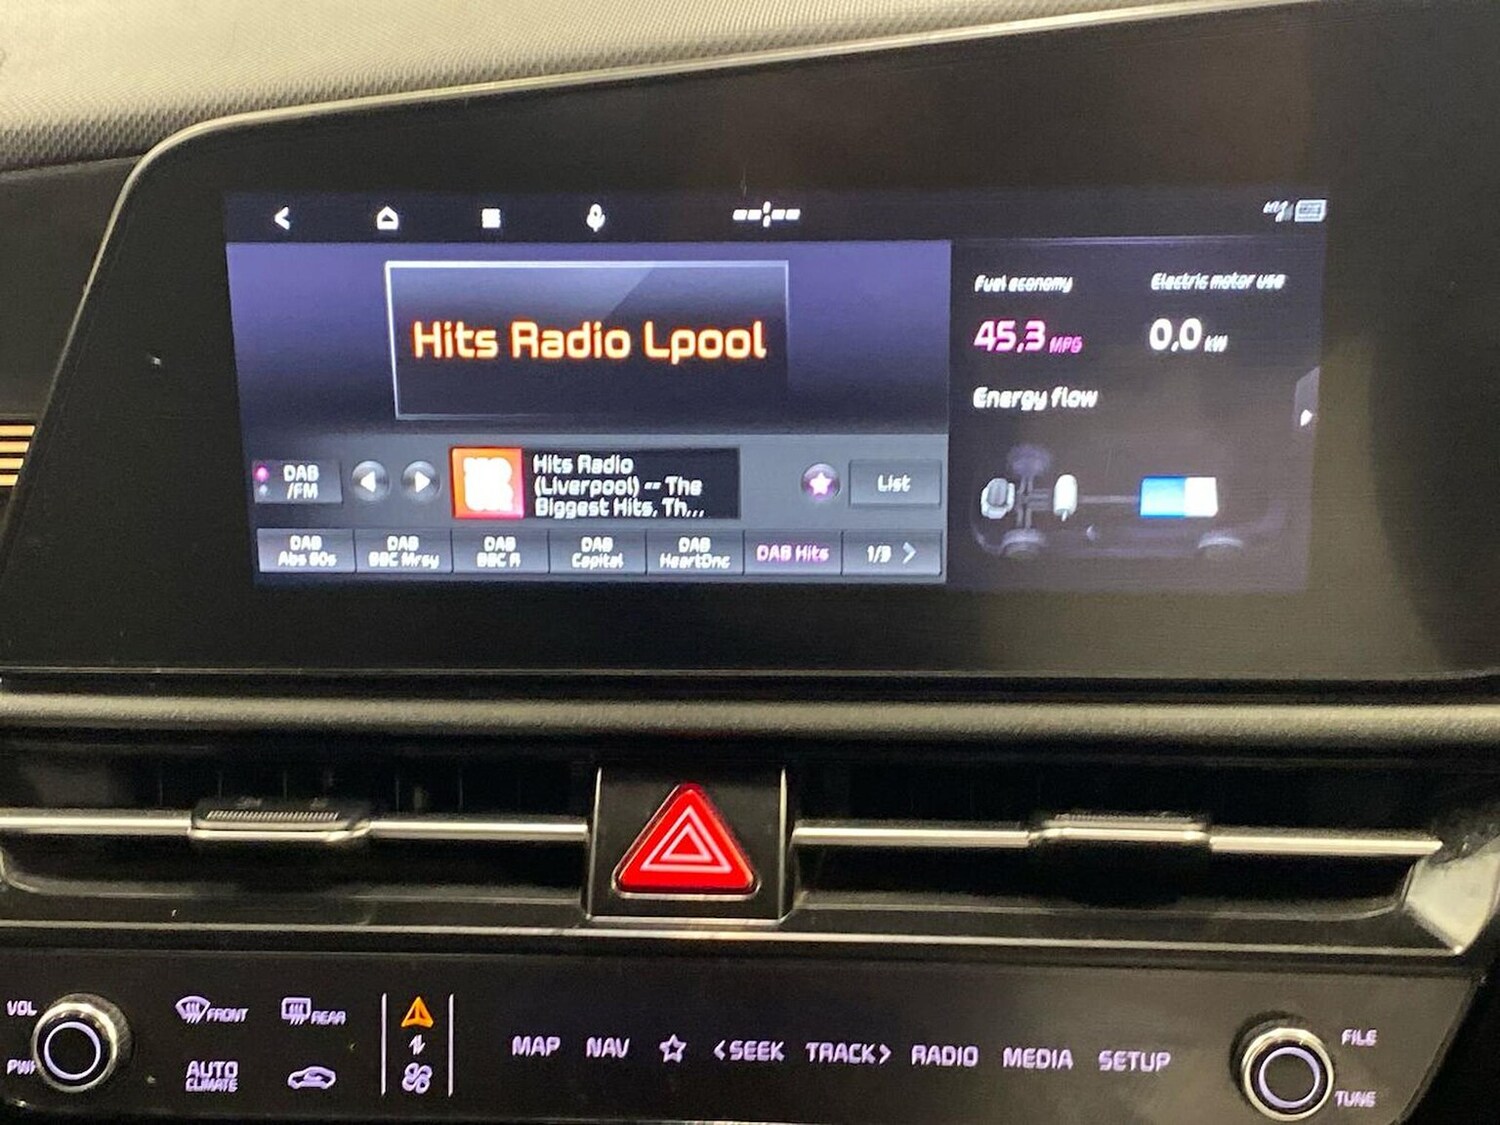 --:--
Hits Radio Lpool
DAB
/FM
Hits Radio
(Liverpool) -- The
Biggest Hits, Th...
List
DAB
Abs 80s
DAB
BBC Mrsy
DAB
BBC R
DAB
Capital
DAB
HeartDnc
DAB Hits
1/3
Fuel economy
45.3 MPG
Electric motor use
0.0 kW
Energy flow
VOL
PWR
FRONT
REAR
AUTO
CLIMATE
MAP NAV <SEEK TRACK> RADIO MEDIA SETUP
FILE
TUNE